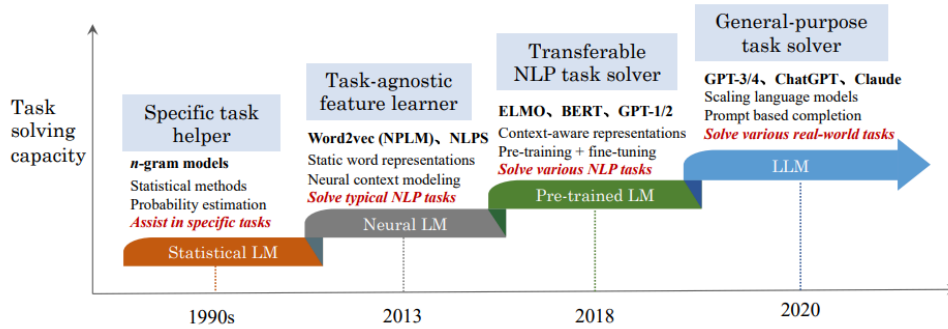 Task
solving
capacity
Specific task
helper
n-gram models
Statistical methods
Probability estimation
Assist in specific tasks
Statistical LM
1990s
Task-agnostic
feature learner
Word2vec (NPLM)、NLPS
Static word representations
Neural context modeling
Solve typical NLP tasks
Neural LM
2013
Transferable
NLP task solver
ELMO、BERT、GPT-1/2
Context-aware representations
Pre-training + fine-tuning
Solve various NLP tasks
Pre-trained LM
2018
General-purpose
task solver
GPT-3/4、ChatGPT、Claude
Scaling language models
Prompt based completion
Solve various real-world tasks
LLM
2020